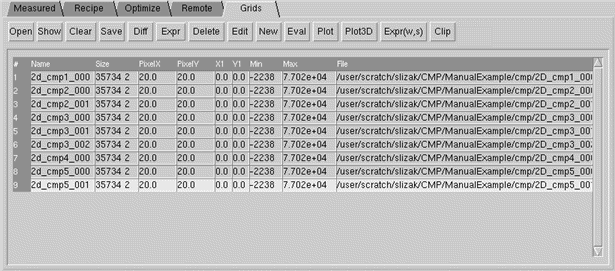 Measured Recipe Optimize Remote Grids
Open Show Clear Save Diff Expr Delete Edit New Eval Plot Plot3D Expr(w,s) Clip
# Name Size PixelX PixelY X1 Y1 Min Max File
1 2d_cmp1_000 35734 2 20.0 20.0 0.0 0.0 -2238 7.702e+04 /user/scratch/slizak/CMP/ManualExample/cmp/2D_cmp1_00
2 2d_cmp2_000 35734 2 20.0 20.0 0.0 0.0 -2238 7.702e+04 /user/scratch/slizak/CMP/ManualExample/cmp/2D_cmp2_00
3 2d_cmp2_001 35734 2 20.0 20.0 0.0 0.0 -2238 7.702e+04 /user/scratch/slizak/CMP/ManualExample/cmp/2D_cmp2_00
4 2d_cmp3_000 35734 2 20.0 20.0 0.0 0.0 -2238 7.702e+04 /user/scratch/slizak/CMP/ManualExample/cmp/2D_cmp3_00
5 2d_cmp3_001 35734 2 20.0 20.0 0.0 0.0 -2238 7.702e+04 /user/scratch/slizak/CMP/ManualExample/cmp/2D_cmp3_00
6 2d_cmp3_002 35734 2 20.0 20.0 0.0 0.0 -2238 7.702e+04 /user/scratch/slizak/CMP/ManualExample/cmp/2D_cmp3_00
7 2d_cmp4_000 35734 2 20.0 20.0 0.0 0.0 -2238 7.702e+04 /user/scratch/slizak/CMP/ManualExample/cmp/2D_cmp4_00
8 2d_cmp5_000 35734 2 20.0 20.0 0.0 0.0 -2238 7.702e+04 /user/scratch/slizak/CMP/ManualExample/cmp/2D_cmp5_00
9 2d_cmp5_001 35734 2 20.0 20.0 0.0 0.0 -2238 7.702e+04 /user/scratch/slizak/CMP/ManualExample/cmp/2D_cmp5_00